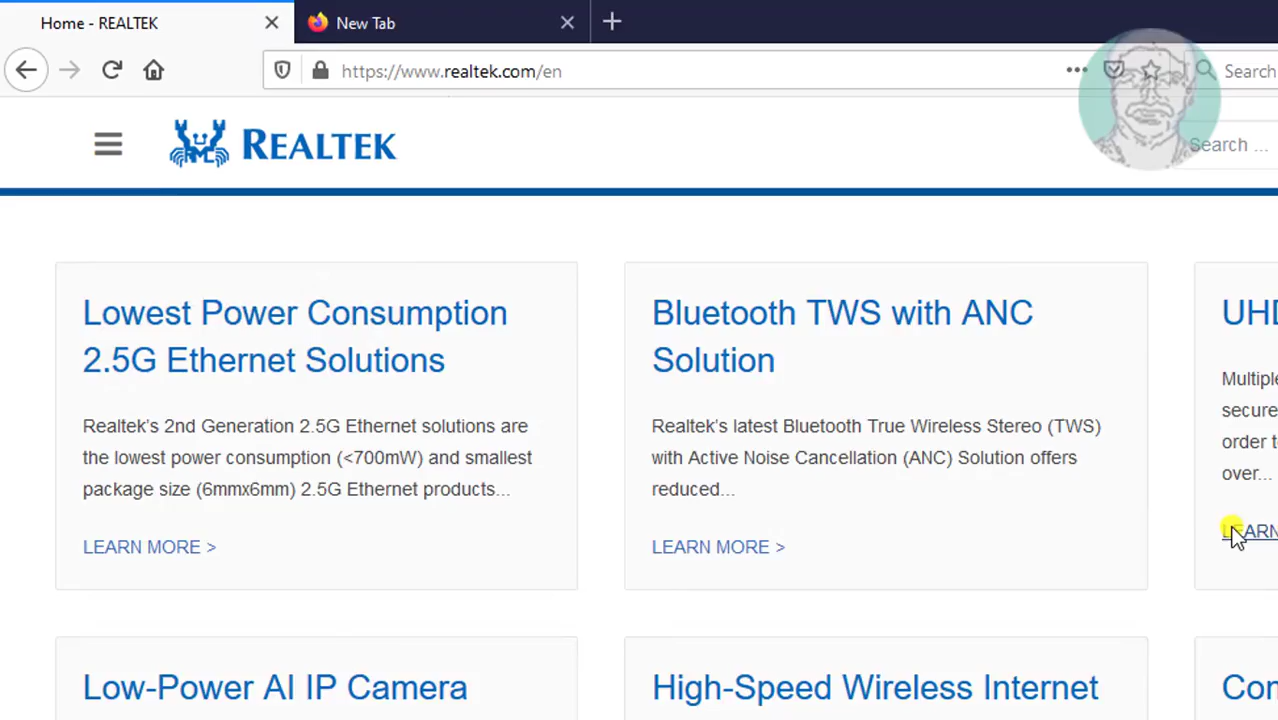 Home - REALTEK
New Tab
https://www.realtek.com/en
Search
REALTEK
Search ...
Lowest Power Consumption
2.5G Ethernet Solutions
Realtek's 2nd Generation 2.5G Ethernet solutions are
the lowest power consumption (<700mW) and smallest
package size (6mmx6mm) 2.5G Ethernet products...
LEARN MORE >
Bluetooth TWS with ANC
Solution
Realtek's latest Bluetooth True Wireless Stereo (TWS)
with Active Noise Cancellation (ANC) Solution offers
reduced...
LEARN MORE >
UHD
Multiple
secure
order to
over...
LEARN
Low-Power AI IP Camera
High-Speed Wireless Internet
Con